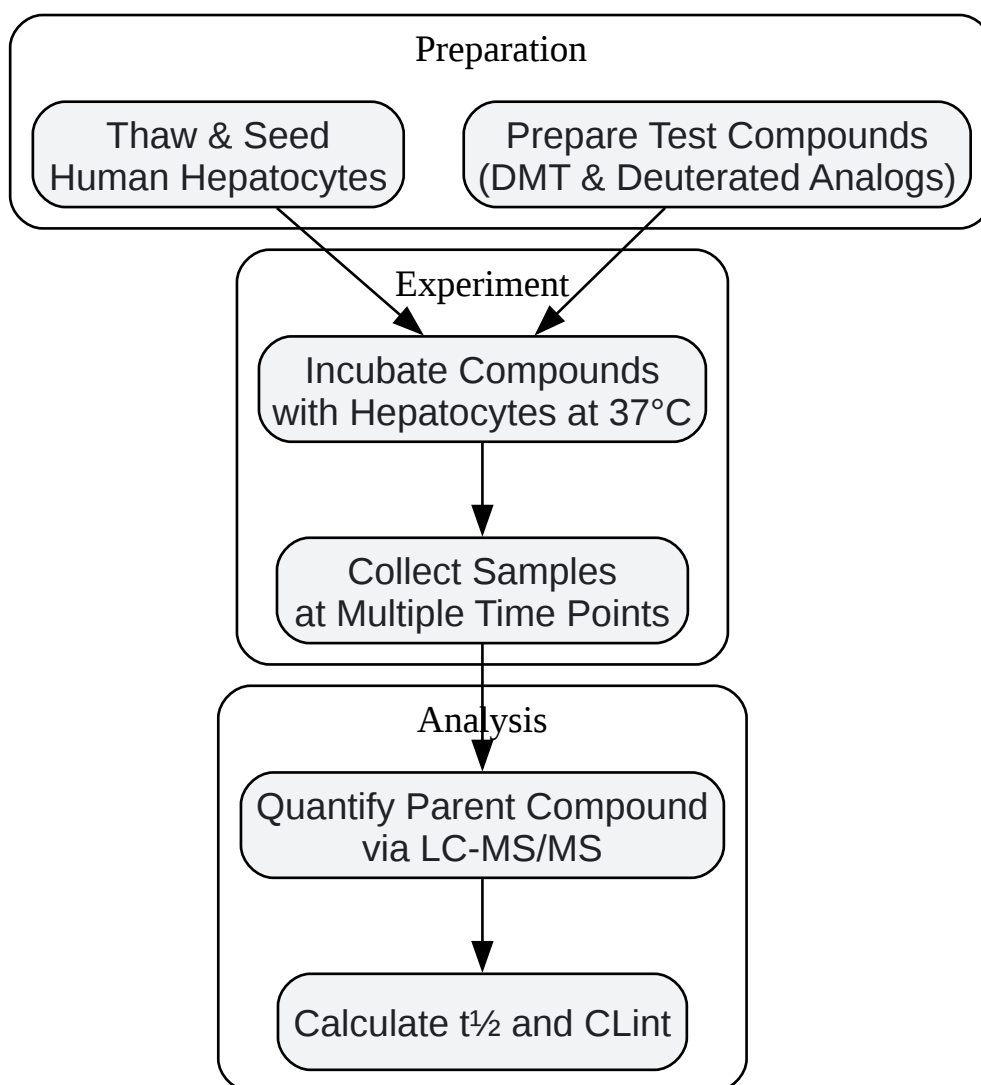 Preparation
Thaw & Seed
Human Hepatocytes
Prepare Test Compounds
(DMT & Deuterated Analogs)
Experiment
Incubate Compounds
with Hepatocytes at 37°C
Collect Samples
at Multiple Time Points
Analysis
Quantify Parent Compound
via LC-MS/MS
Calculate t½ and CLint